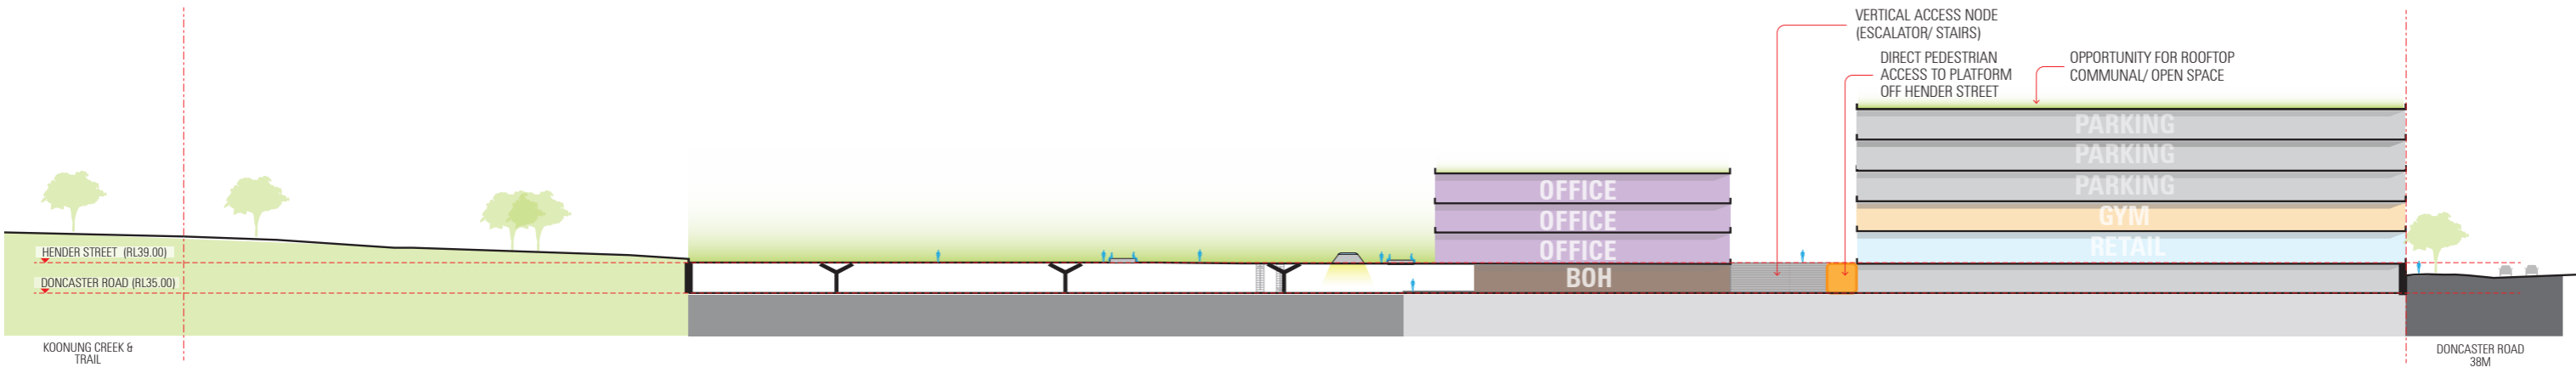 VERTICAL ACCESS NODE
(ESCALATOR/ STAIRS)
DIRECT PEDESTRIAN
ACCESS TO PLATFORM
OFF HENDER STREET
OPPORTUNITY FOR ROOFTOP
COMMUNAL/ OPEN SPACE
PARKING
PARKING
PARKING
GYM
RETAIL
OFFICE
OFFICE
OFFICE
BOH
HENDER STREET (RL39.00)
DONCASTER ROAD (RL35.00)
KOONUNG CREEK &
TRAIL
DONCASTER ROAD
38M